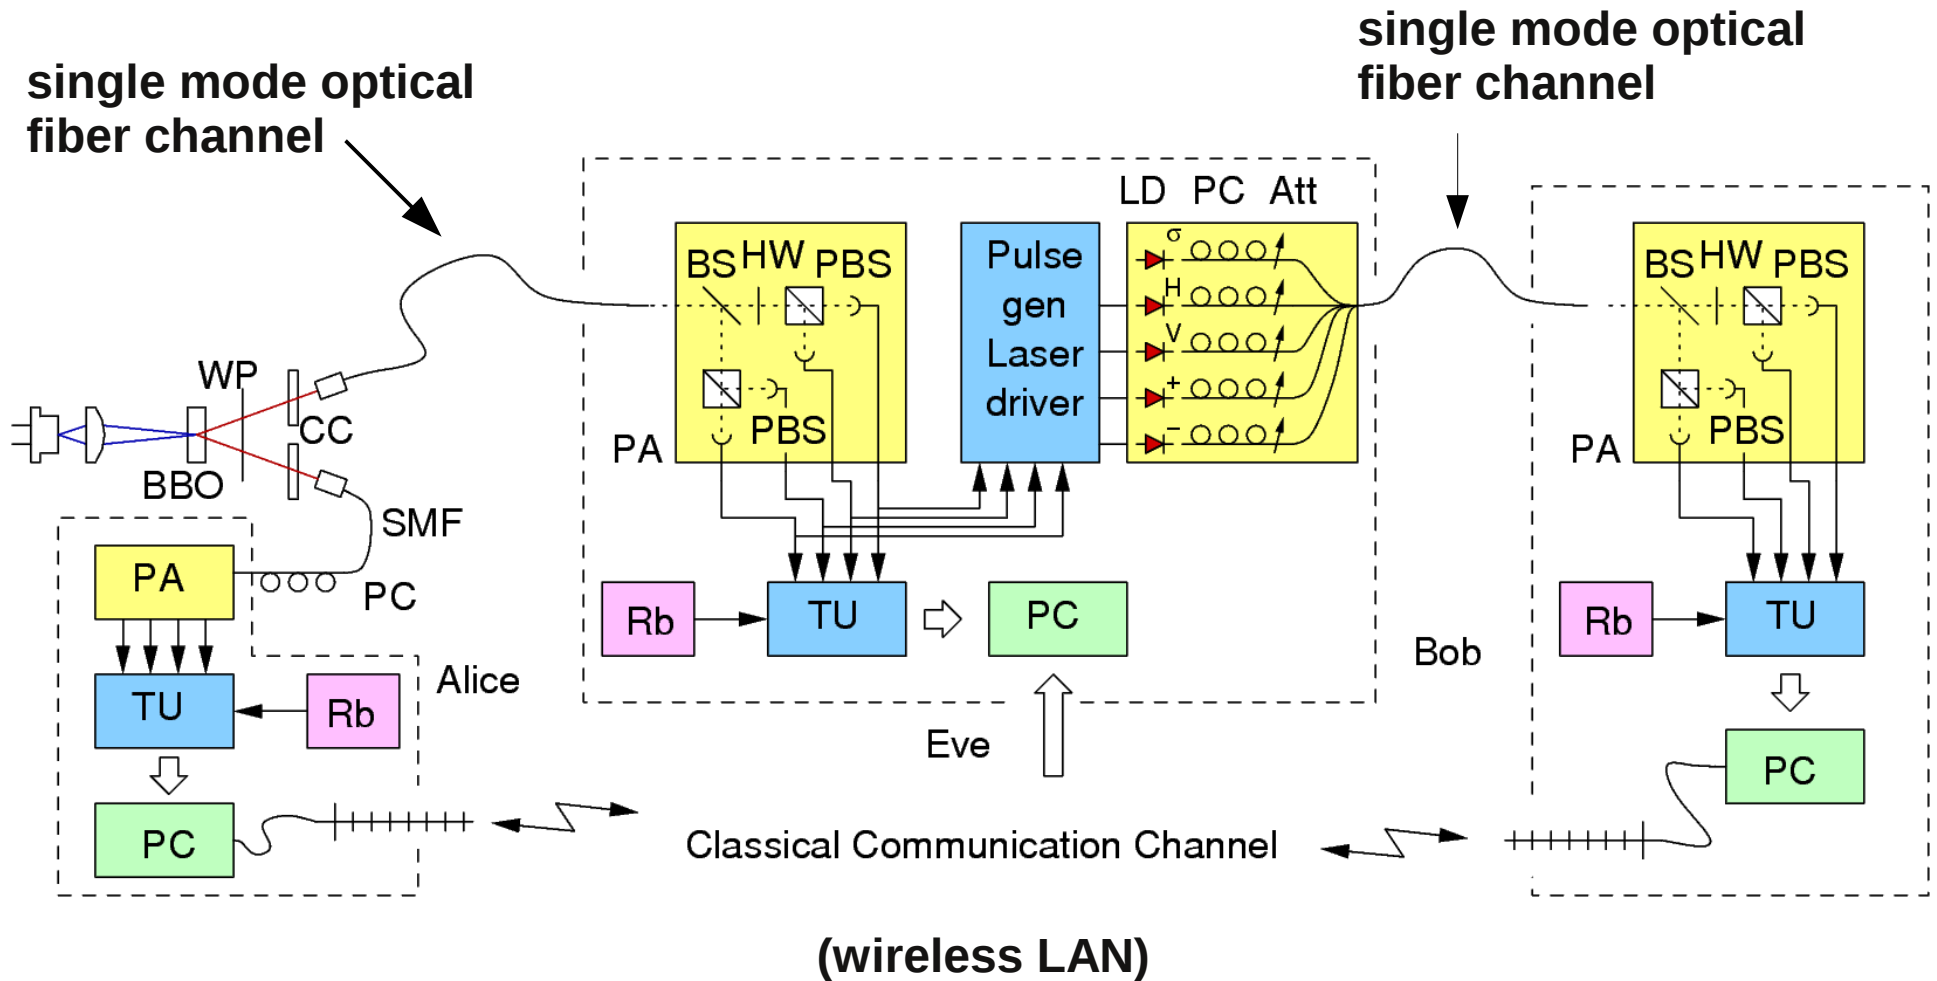 single mode optical
fiber channel
single mode optical
fiber channel
LD PC Att
BS HW PBS
PBS
PA
Pulse
gen
Laser
driver
σ
H
V
+
−
BS HW PBS
PBS
PA
WP
CC
BBO
SMF
PC
PA
TU
Rb
PC
Alice
Rb
TU
PC
Eve
Bob
Rb
TU
PC
Classical Communication Channel
(wireless LAN)